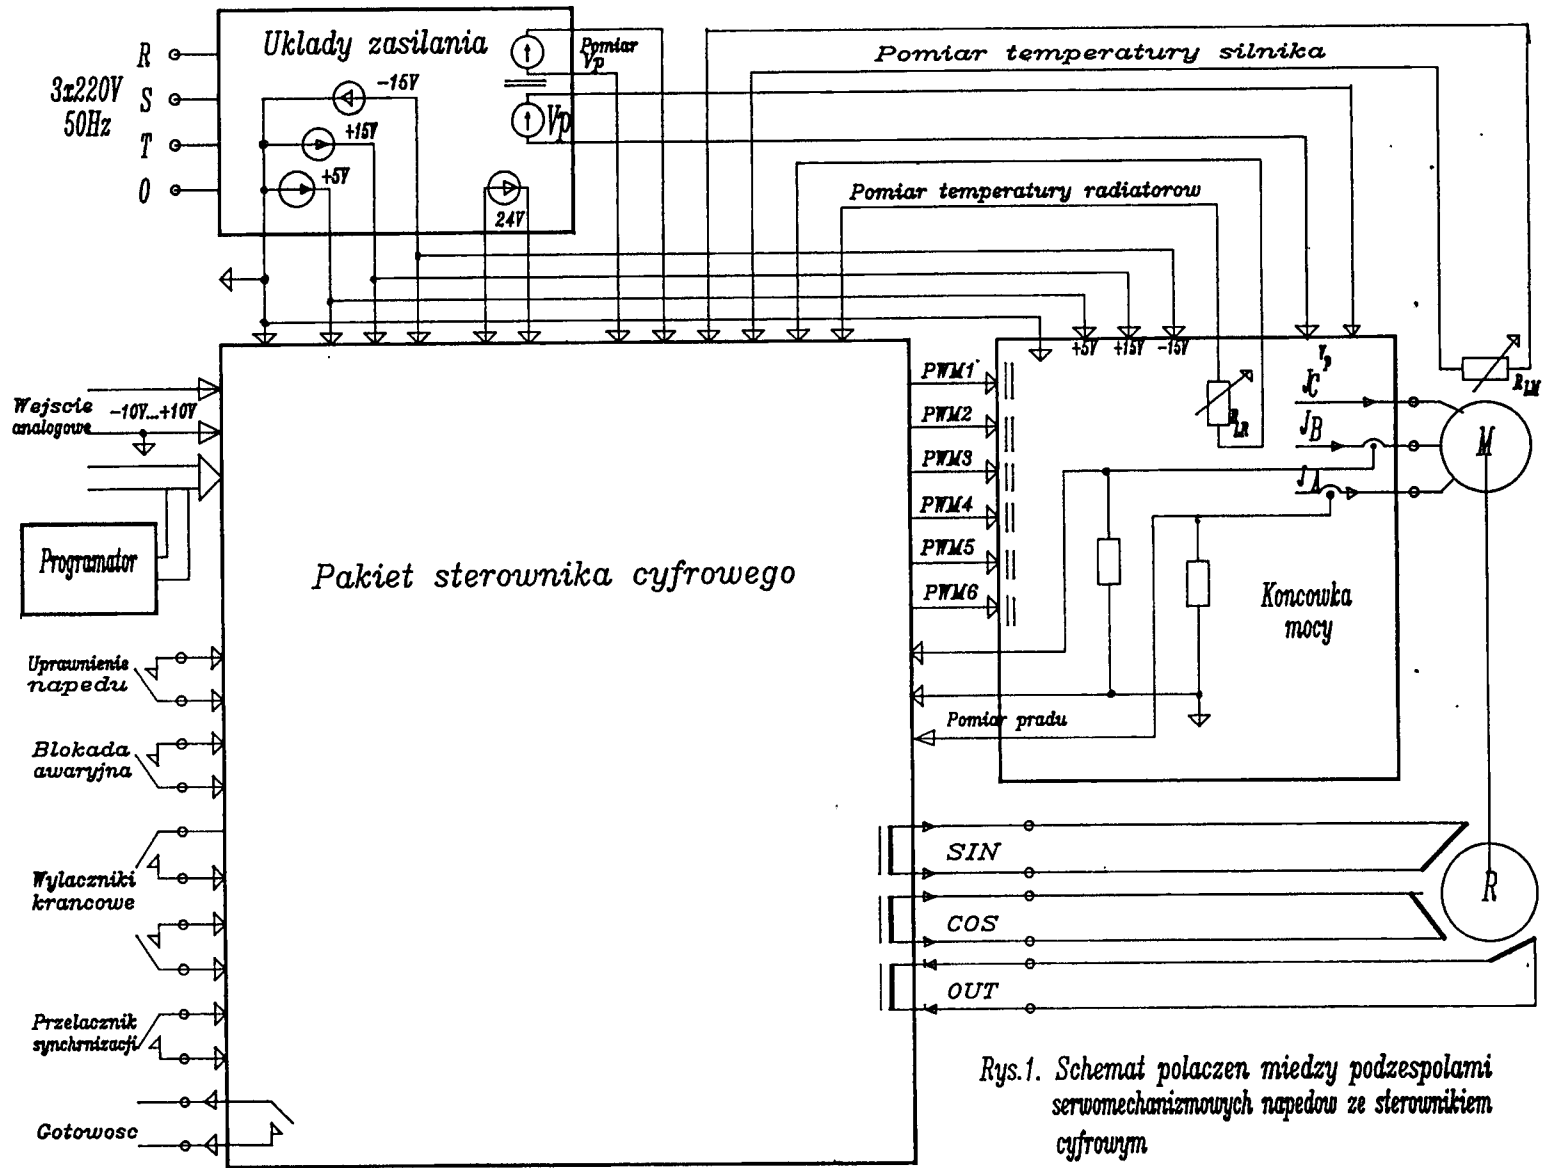 Uklady zasilania
Pomiar
Vp
Pomiar temperatury silnika
R
3x220V
50Hz
S
T
0
-15V
+15V
+5V
24V
Vp
Pomiar temperatury radiatorow
+5V
+15V
-15V
Vp
Wejscie
analogowe
-10V...+10V
Programator
Pakiet sterownika cyfrowego
PWM1
PWM2
PWM3
PWM4
PWM5
PWM6
R LR
JC
JB
JA
R LM
M
Koncowka
mocy
Pomiar pradu
Uprawnienie
napedu
Blokada
awaryjna
Wylaczniki
krancowe
Przelacznik
synchrnizacji
Gotowosc
SIN
COS
OUT
R
Rys.1. Schemat polaczen miedzy podzespolami
serwomechanizmowych napedow ze sterownikiem
cyfrowym